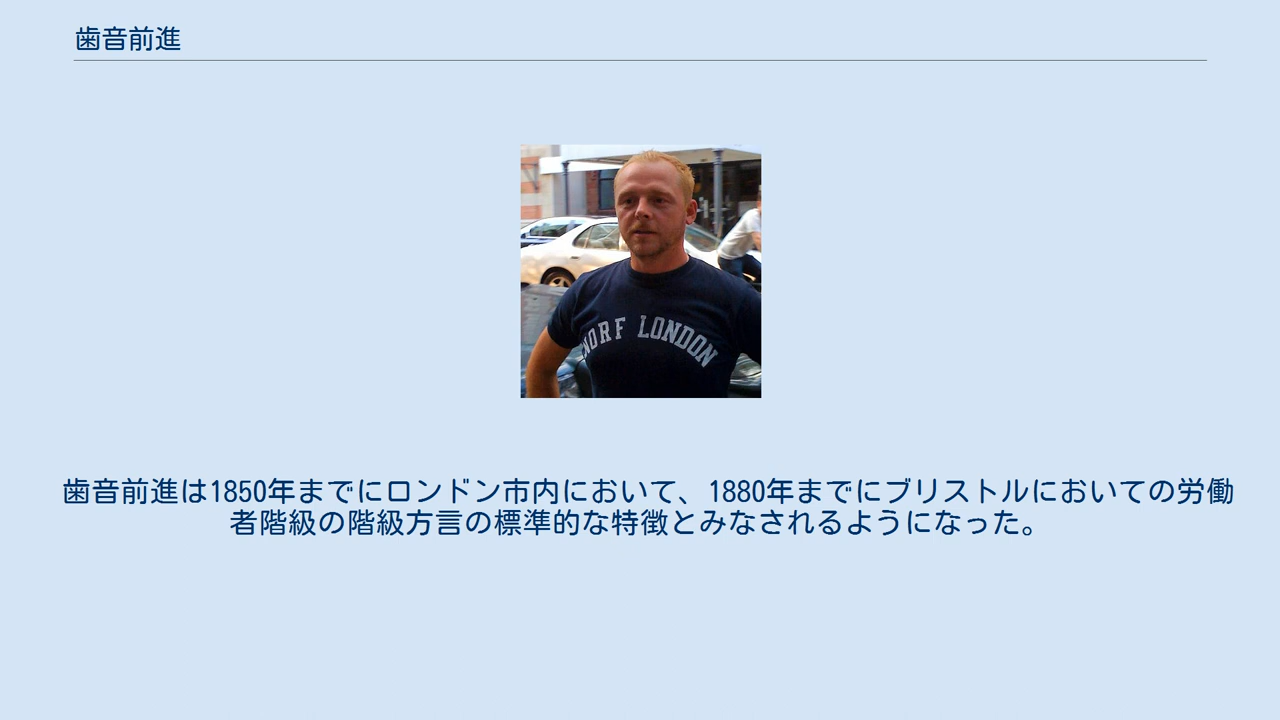 歯音前進
NORF LONDON
歯音前進は1850年までにロンドン市内において、1880年までにブリストルにおいての労働
者階級の階級方言の標準的な特徴とみなされるようになった。